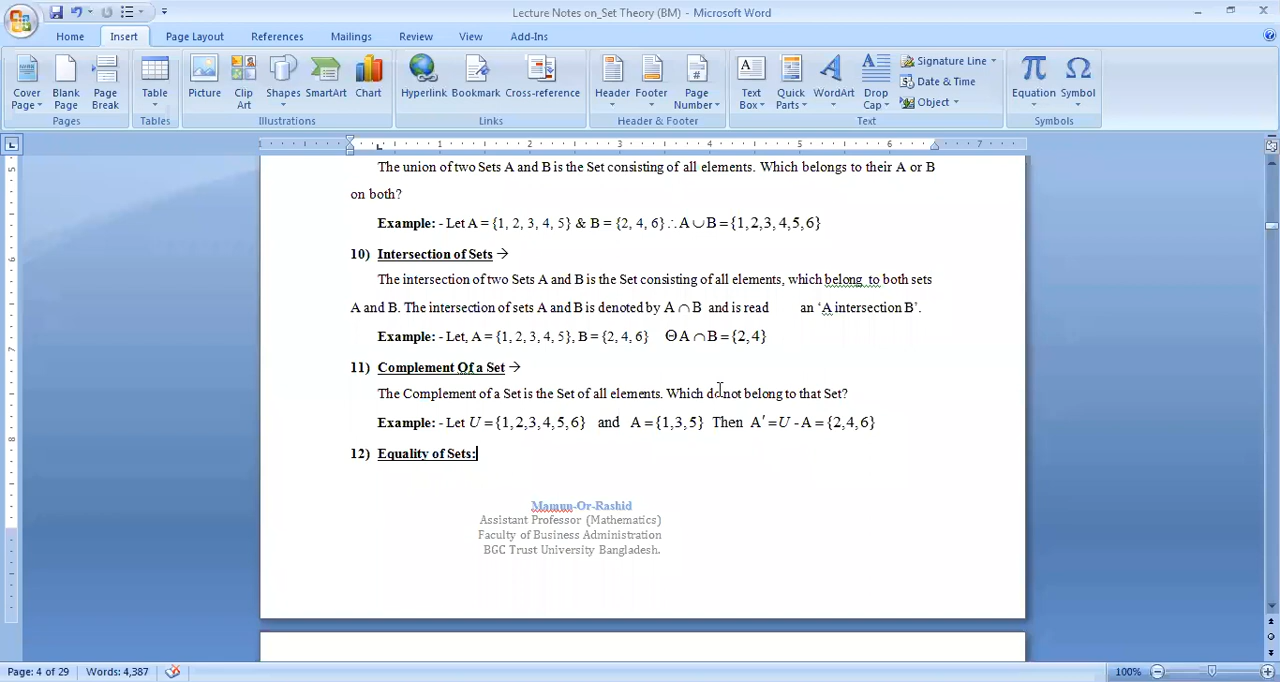 Lecture Notes on_Set Theory (BM) - Microsoft Word
Home Insert Page Layout References Mailings Review View Add-Ins
Cover Page Blank Page Page Break Table Picture Clip Art Shapes SmartArt Chart Hyperlink Bookmark Cross-reference Header Footer Page Number Text Box Quick Parts WordArt Drop Cap Signature Line Date & Time Object Equation Symbol
Pages Tables Illustrations Links Header & Footer Text Symbols
1 1 2 3 4 5 6 7
The union of two Sets A and B is the Set consisting of all elements. Which belongs to their A or B
on both?
Example: - Let A = {1, 2, 3, 4, 5} & B = {2, 4, 6} ∴ A ∪ B = {1,2,3, 4,5,6}
10) Intersection of Sets →
The intersection of two Sets A and B is the Set consisting of all elements, which belong to both sets
A and B. The intersection of sets A and B is denoted by A ∩ B and is read an ‘A intersection B’.
Example: - Let, A = {1, 2, 3, 4, 5}, B = {2, 4, 6} ΘA ∩ B = {2,4}
11) Complement Of a Set →
The Complement of a Set is the Set of all elements. Which do not belong to that Set?
Example: - Let U = {1,2,3,4,5,6} and A = {1,3,5} Then A′ = U - A = {2,4,6}
12) Equality of Sets:
Mamun-Or-Rashid
Assistant Professor (Mathematics)
Faculty of Business Administration
BGC Trust University Bangladesh.
Page: 4 of 29 Words: 4,387 100%